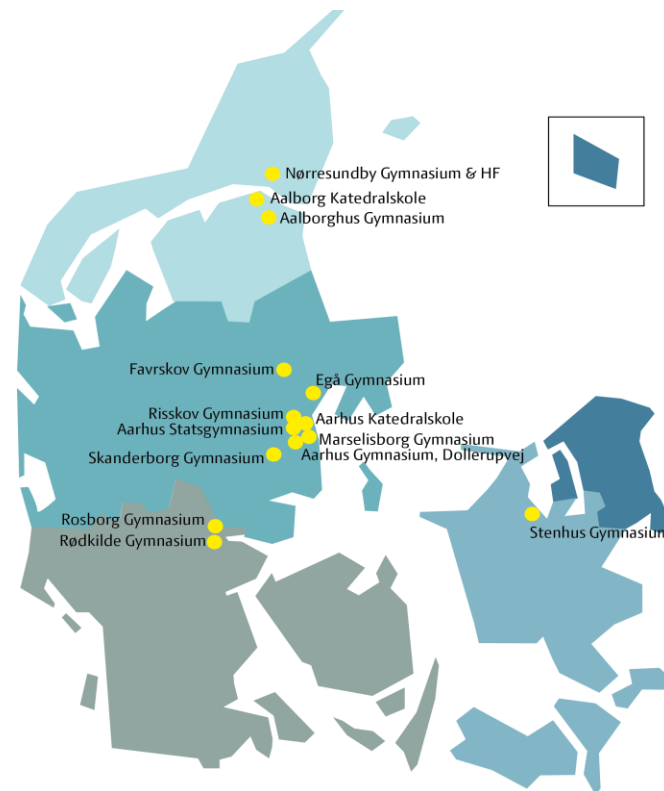 Nørresundby Gymnasium & HF
Aalborg Katedralskole
Aalborghus Gymnasium
Favrskov Gymnasium
Egå Gymnasium
Risskov Gymnasium
Aarhus Katedralskole
Aarhus Statsgymnasium
Marselisborg Gymnasium
Aarhus Gymnasium, Dollerupvej
Skanderborg Gymnasium
Rosborg Gymnasium
Stenhus Gymnasium
Rødkilde Gymnasium